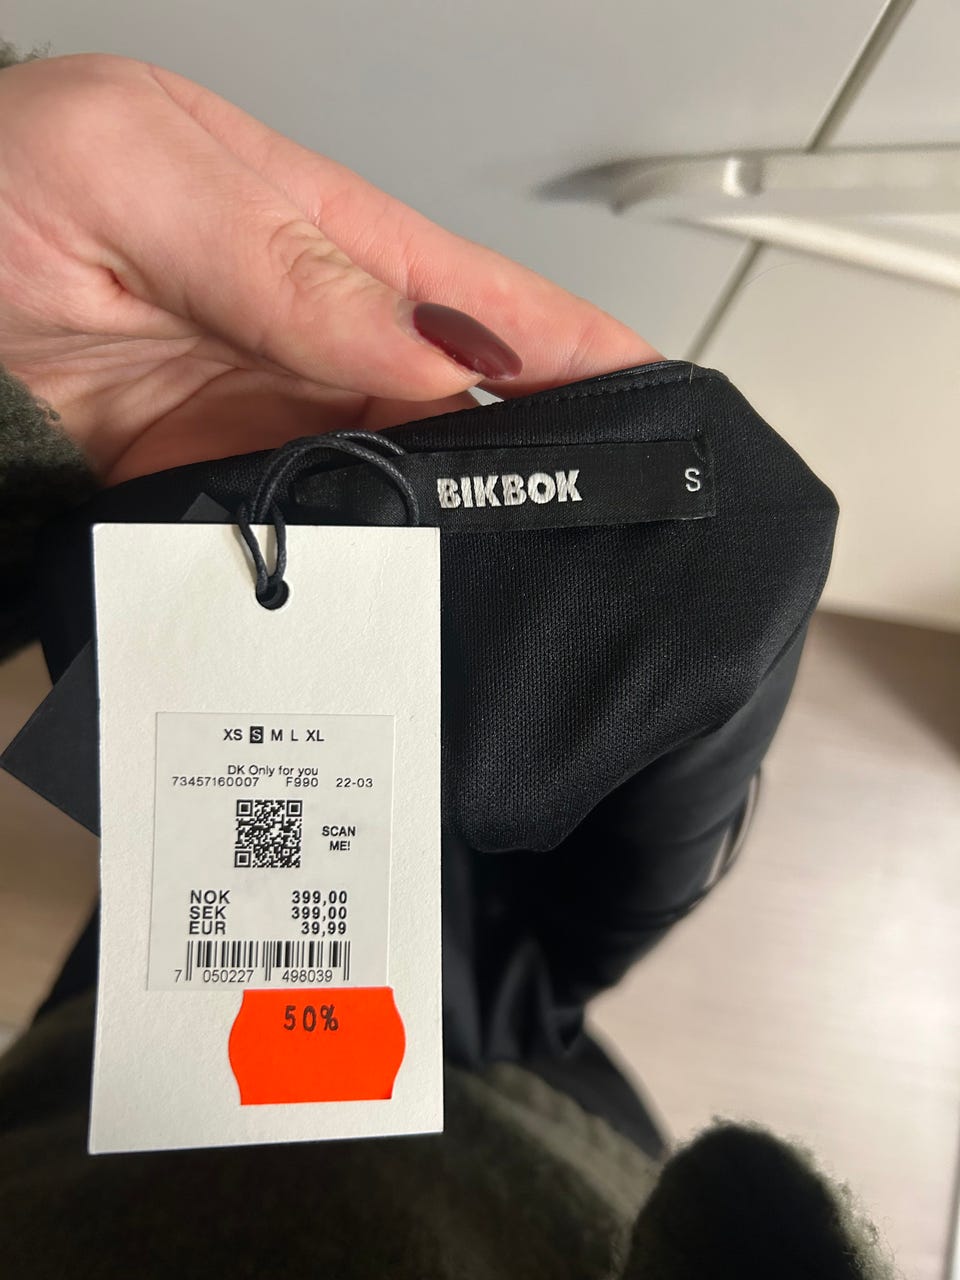 BIKBOK
S
XS S M L XL
DK Only for you
73457160007 F990 22-03
SCAN
ME!
NOK 399,00
SEK 399,00
EUR 39,99
7 050227 498039
50%